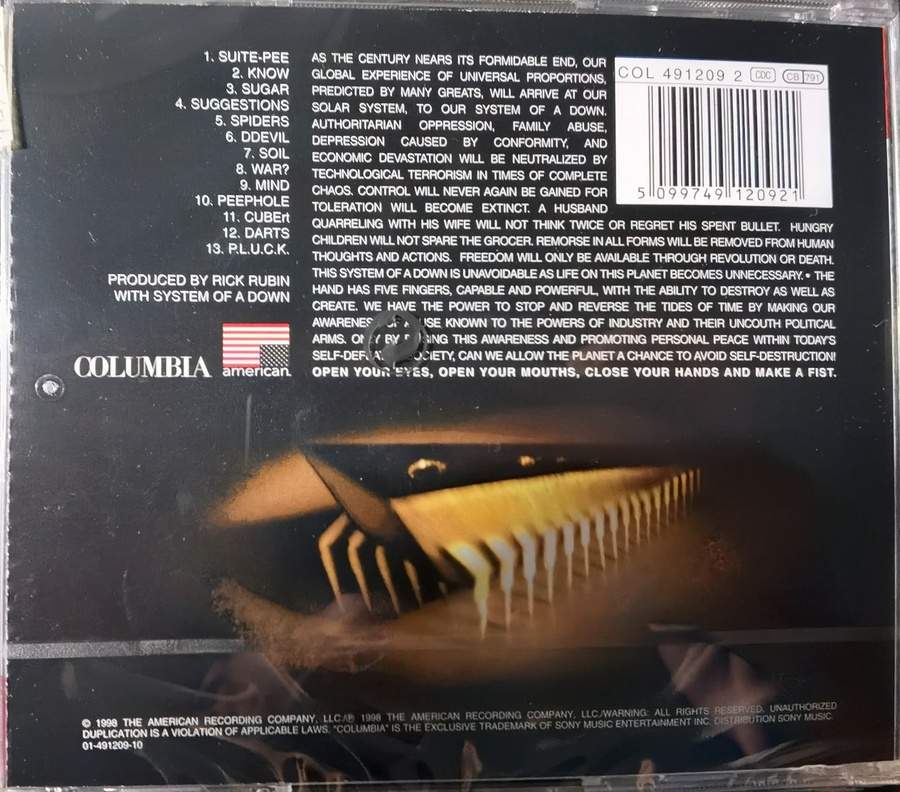 1. SUITE-PEE
2. KNOW
3. SUGAR
4. SUGGESTIONS
5. SPIDERS
6. DDEVIL
7. SOIL
8. WAR?
9. MIND
10. PEEPHOLE
11. CUBErt
12. DARTS
13. P.L.U.C.K.
PRODUCED BY RICK RUBIN
WITH SYSTEM OF A DOWN
COLUMBIA
american.
AS THE CENTURY NEARS ITS FORMIDABLE END, OUR
GLOBAL EXPERIENCE OF UNIVERSAL PROPORTIONS,
PREDICTED BY MANY GREATS, WILL ARRIVE AT OUR
SOLAR SYSTEM, TO OUR SYSTEM OF A DOWN.
AUTHORITARIAN OPPRESSION, FAMILY ABUSE,
DEPRESSION CAUSED BY CONFORMITY, AND
ECONOMIC DEVASTATION WILL BE NEUTRALIZED BY
TECHNOLOGICAL TERRORISM IN TIMES OF COMPLETE
CHAOS. CONTROL WILL NEVER AGAIN BE GAINED FOR
TOLERATION WILL BECOME EXTINCT. A HUSBAND
QUARRELING WITH HIS WIFE WILL NOT THINK TWICE OR REGRET HIS SPENT BULLET. HUNGRY
CHILDREN WILL NOT SPARE THE GROCER. REMORSE IN ALL FORMS WILL BE REMOVED FROM HUMAN
THOUGHTS AND ACTIONS. FREEDOM WILL ONLY BE AVAILABLE THROUGH REVOLUTION OR DEATH.
THIS SYSTEM OF A DOWN IS UNAVOIDABLE AS LIFE ON THIS PLANET BECOMES UNNECESSARY. • THE
HAND HAS FIVE FINGERS, CAPABLE AND POWERFUL, WITH THE ABILITY TO DESTROY AS WELL AS
CREATE. WE HAVE THE POWER TO STOP AND REVERSE THE TIDES OF TIME BY MAKING OUR
KNOWN TO THE POWERS OF INDUSTRY AND THEIR UNCOUTH POLITICAL
ARMS. BY THIS AWARENESS AND PROMOTING PERSONAL PEACE WITHIN TODAY'S
CAN WE ALLOW THE PLANET A CHANCE TO AVOID SELF-DESTRUCTION!
OPEN YOUR EYES, OPEN YOUR MOUTHS, CLOSE YOUR HANDS AND MAKE A FIST.
COL 491209 2 CDC CB 791
5 099749 120921
© 1998 THE AMERICAN RECORDING COMPANY, LLC./℗ 1998 THE AMERICAN RECORDING COMPANY, LLC./WARNING: ALL RIGHTS RESERVED. UNAUTHORIZED
DUPLICATION IS A VIOLATION OF APPLICABLE LAWS. "COLUMBIA" IS THE EXCLUSIVE TRADEMARK OF SONY MUSIC ENTERTAINMENT INC. DISTRIBUTION SONY MUSIC.
01-491209-10